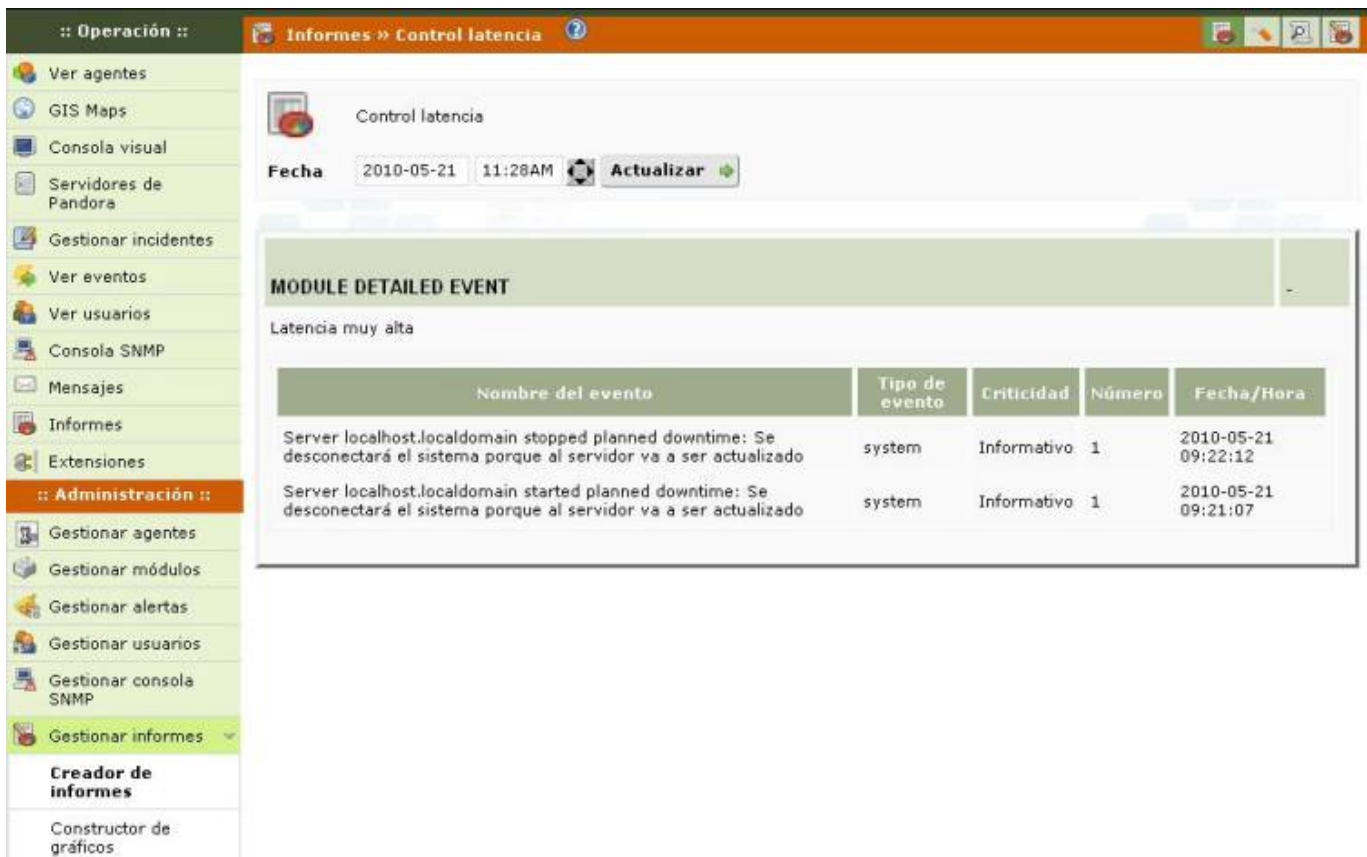 :: Operación ::
Ver agentes
GIS Maps
Consola visual
Servidores de
Pandora
Gestionar incidentes
Ver eventos
Ver usuarios
Consola SNMP
Mensajes
Informes
Extensiones
:: Administración ::
Gestionar agentes
Gestionar módulos
Gestionar alertas
Gestionar usuarios
Gestionar consola
SNMP
Gestionar informes
Creador de
informes
Constructor de
gráficos
Informes » Control latencia ?
Control latencia
Fecha 2010-05-21 11:28AM Actualizar
MODULE DETAILED EVENT -
Latencia muy alta
Nombre del evento Tipo de evento Criticidad Número Fecha/Hora
Server localhost.localdomain stopped planned downtime: Se
desconectará el sistema porque al servidor va a ser actualizado
system Informativo 1 2010-05-21
09:22:12
Server localhost.localdomain started planned downtime: Se
desconectará el sistema porque al servidor va a ser actualizado
system Informativo 1 2010-05-21
09:21:07